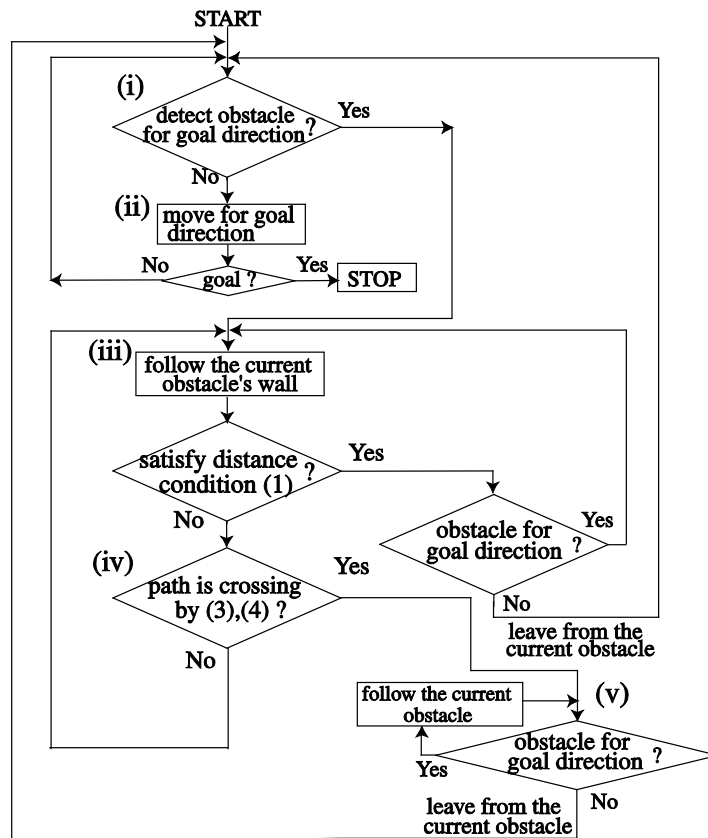 START
(i)
detect obstacle
for goal direction ?
Yes
No
(ii)
move for goal
direction
No
goal ?
Yes
STOP
(iii)
follow the current
obstacle's wall
satisfy distance
condition (1) ?
Yes
No
obstacle for
goal direction ?
Yes
No
leave from the
current obstacle
(iv)
path is crossing
by (3),(4) ?
Yes
No
follow the current
obstacle
(v)
obstacle for
goal direction ?
Yes
No
leave from the
current obstacle